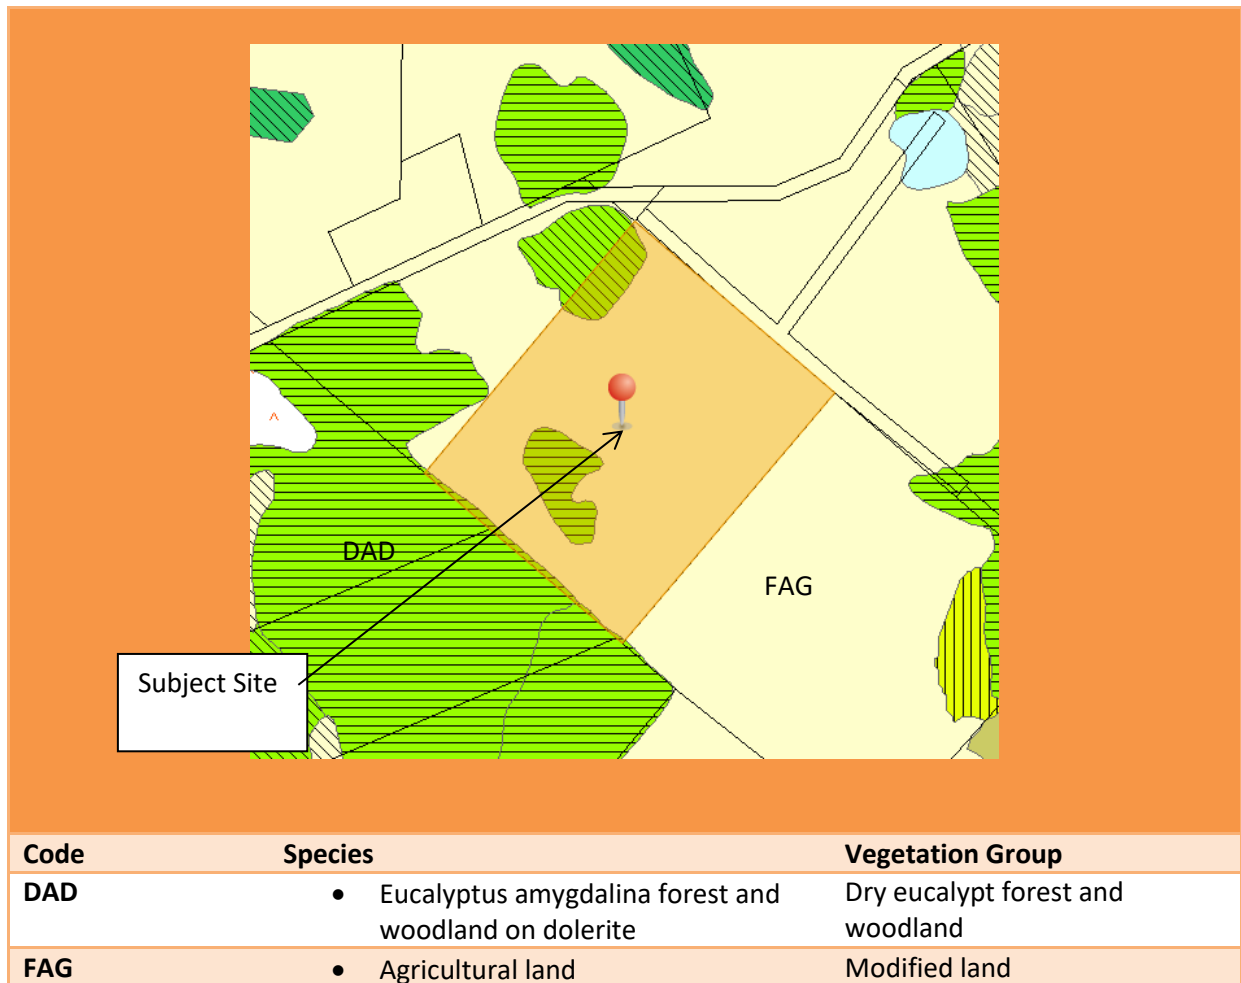 DAD
FAG
Subject Site
Code Species Vegetation Group
DAD • Eucalyptus amygdalina forest and Dry eucalypt forest and
woodland on dolerite woodland
FAG • Agricultural land Modified land